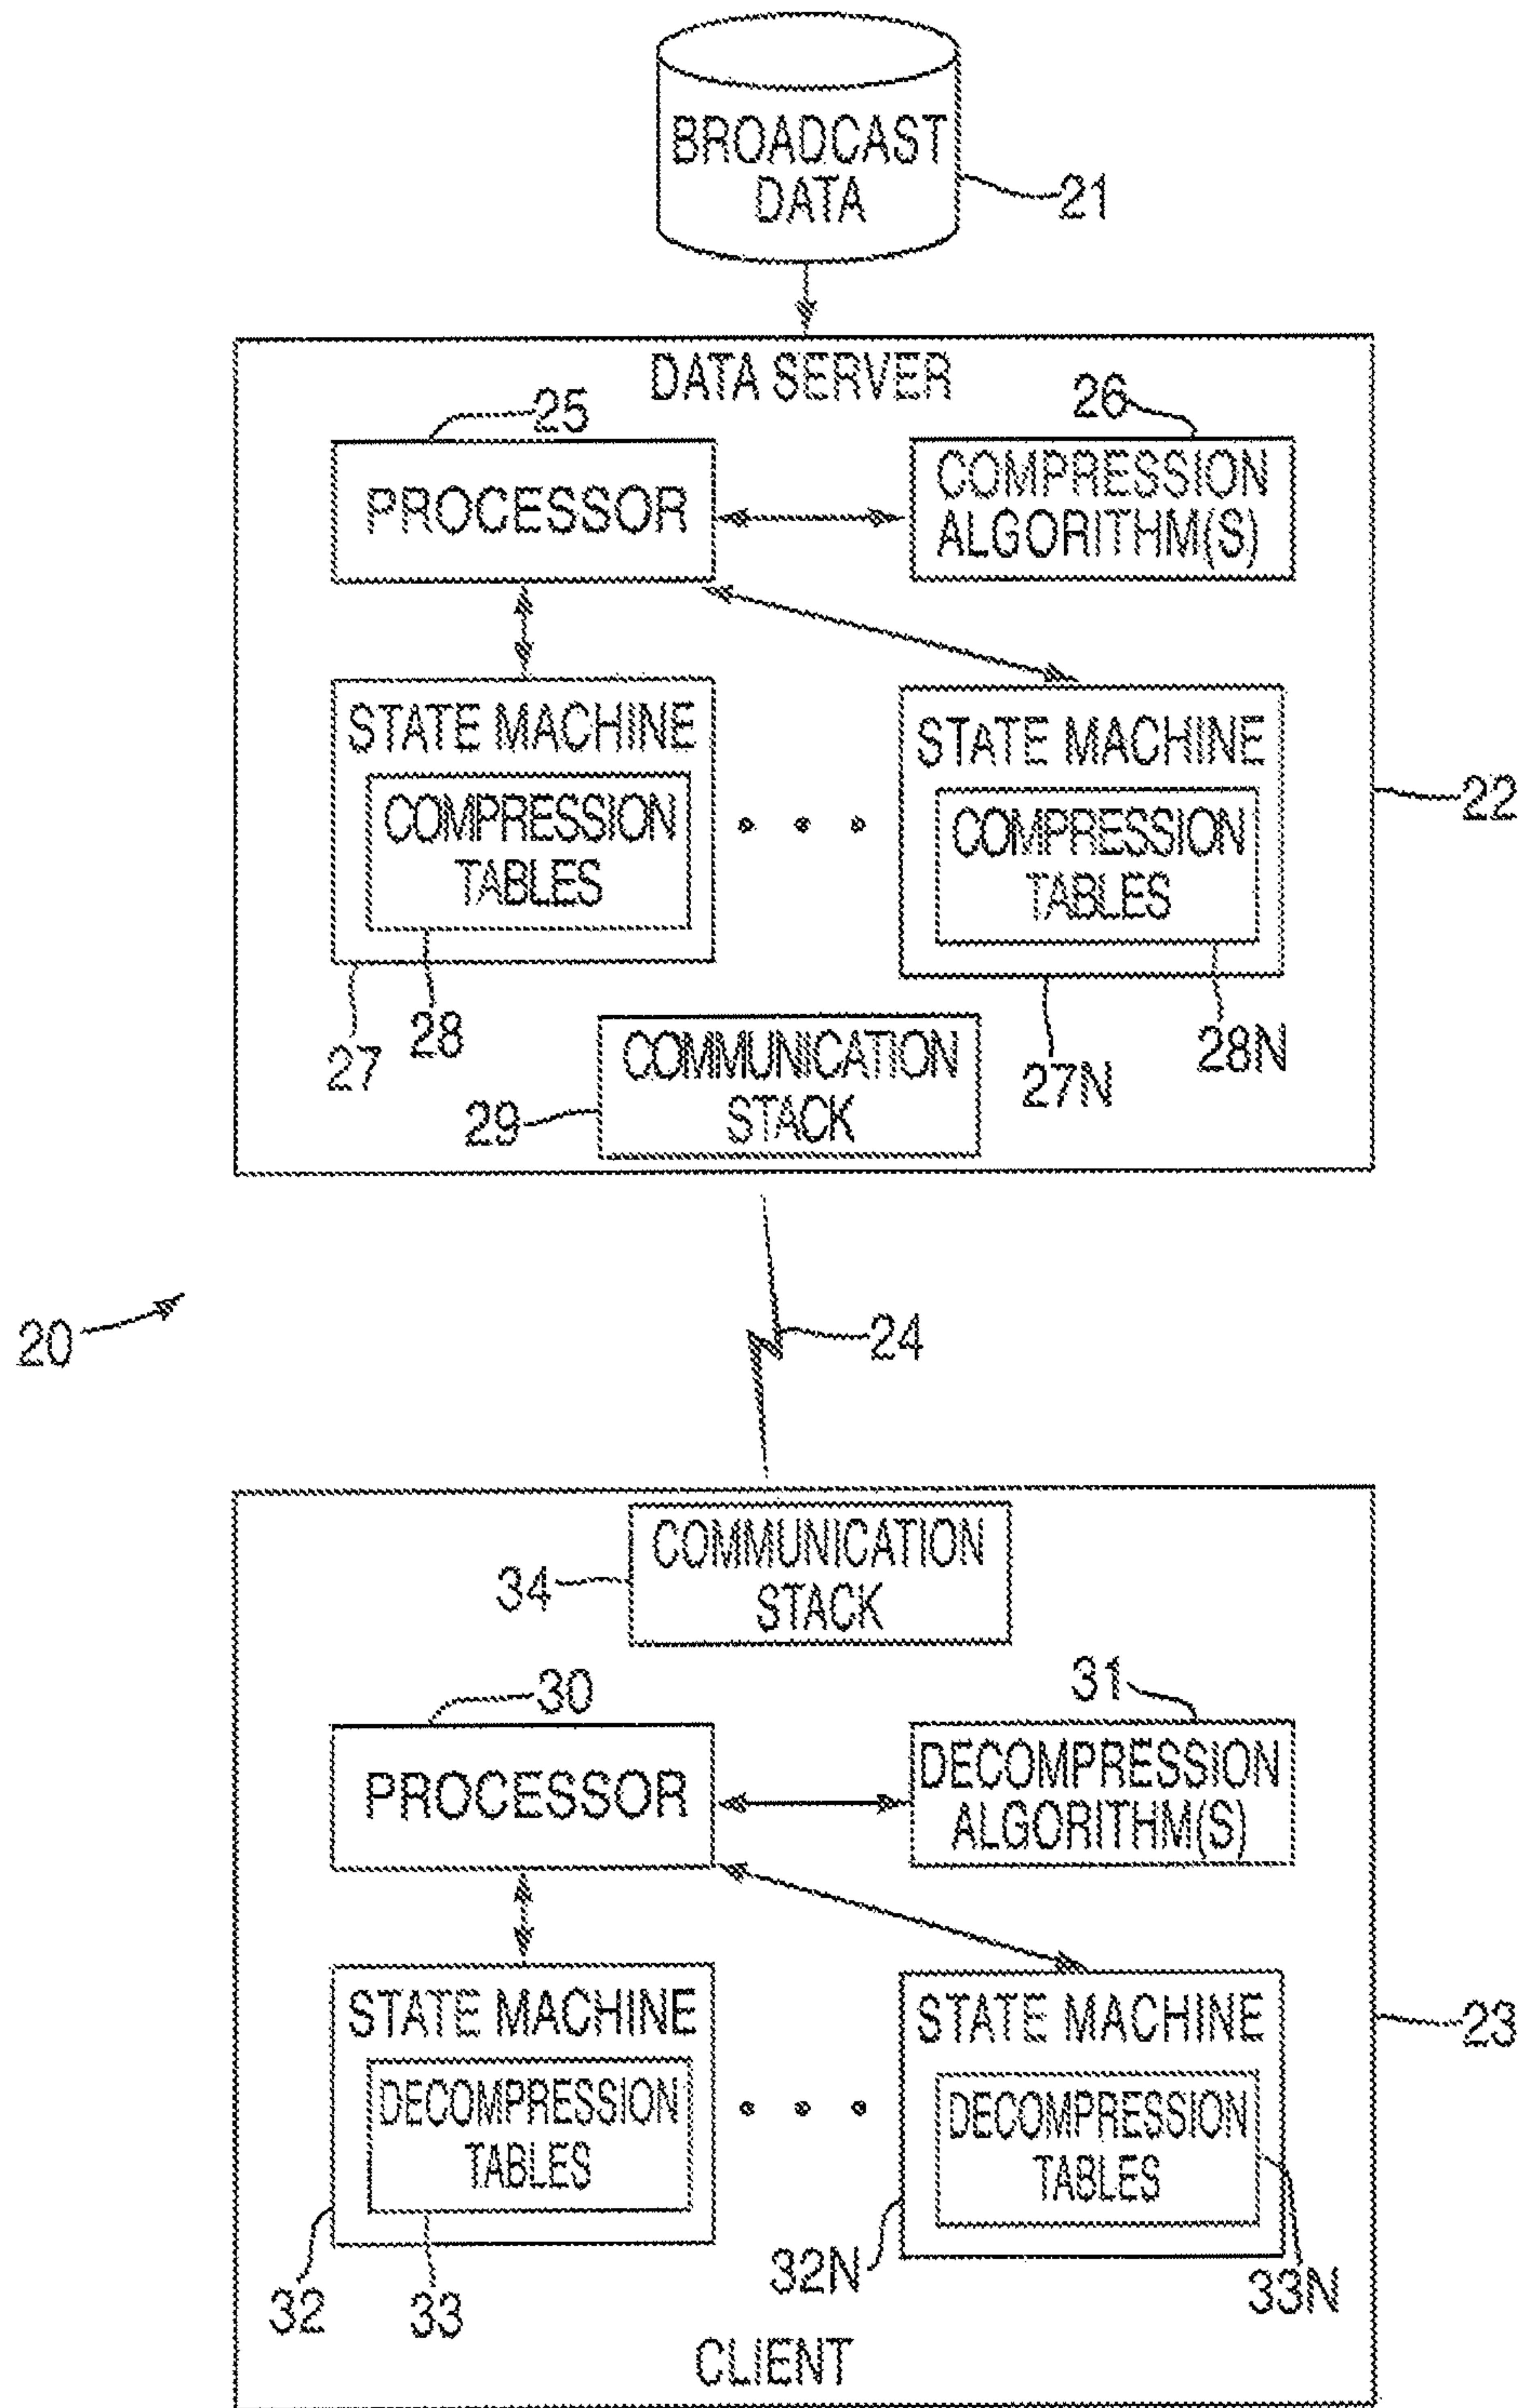 BROADCAST
DATA
21
DATA SERVER
25
26
PROCESSOR
COMPRESSION
ALGORITHM(S)
STATE MACHINE
COMPRESSION
TABLES
STATE MACHINE
COMPRESSION
TABLES
22
27
28
27N
28N
29
COMMUNICATION
STACK
20
24
34
COMMUNICATION
STACK
30
31
PROCESSOR
DECOMPRESSION
ALGORITHM(S)
STATE MACHINE
DECOMPRESSION
TABLES
STATE MACHINE
DECOMPRESSION
TABLES
23
32
33
32N
33N
CLIENT